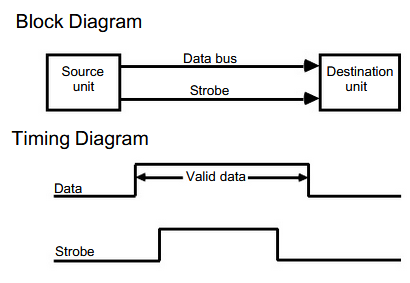 Block Diagram
Source
unit
Data bus
Strobe
Destination
unit
Timing Diagram
Data
Valid data
Strobe